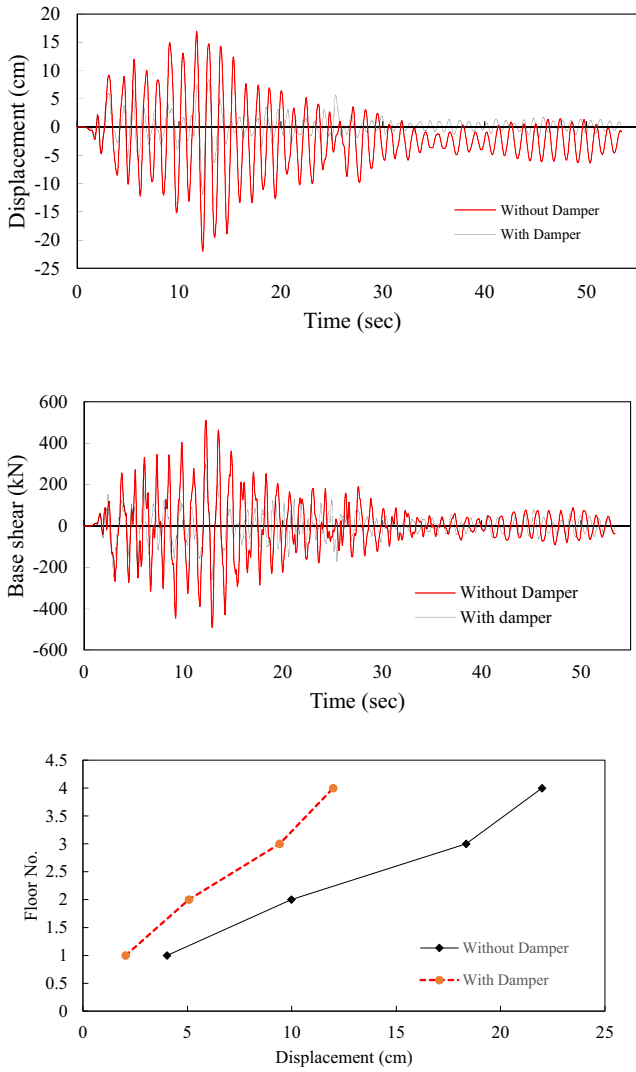 20
15
10
5
0
-5
-10
-15
-20
-25
Displacement (cm)
Without Damper
With Damper
0 10 20 30 40 50
Time (sec)
600
400
200
0
-200
-400
-600
Base shear (kN)
Without Damper
With damper
0 10 20 30 40 50
Time (sec)
4.5
4
3.5
3
2.5
2
1.5
1
0.5
0
Floor No.
Without Damper
With Damper
0 5 10 15 20 25
Displacement (cm)